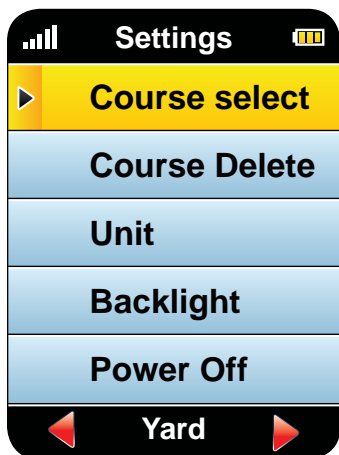 Settings
Course select
Course Delete
Unit
Backlight
Power Off
Yard